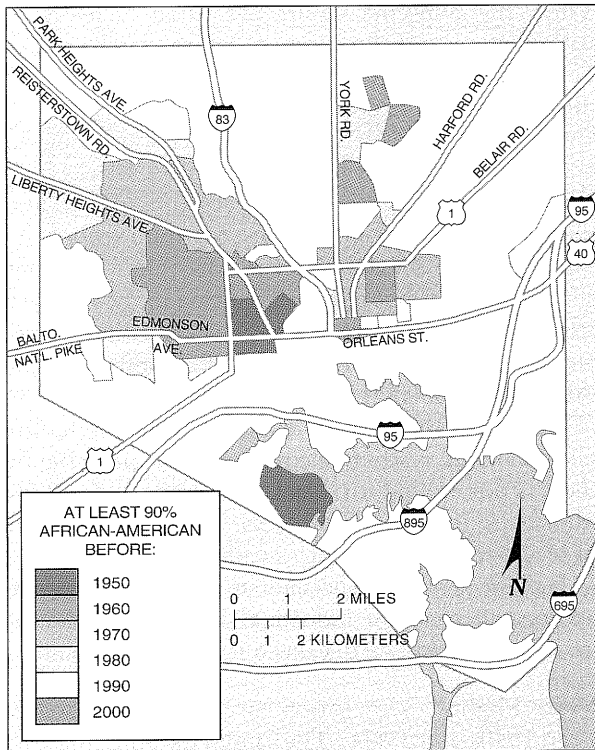 PARK HEIGHTS AVE.
REISTERSTOWN RD.
LIBERTY HEIGHTS AVE.
83
YORK RD.
HARFORD RD.
BELAIR RD.
1
95
40
EDMONSON
AVE.
BALTO.
NAT'L. PIKE
ORLEANS ST.
1
95
895
695
N
AT LEAST 90%
AFRICAN-AMERICAN
BEFORE:
1950
1960
1970
1980
1990
2000
0 1 2 MILES
0 1 2 KILOMETERS